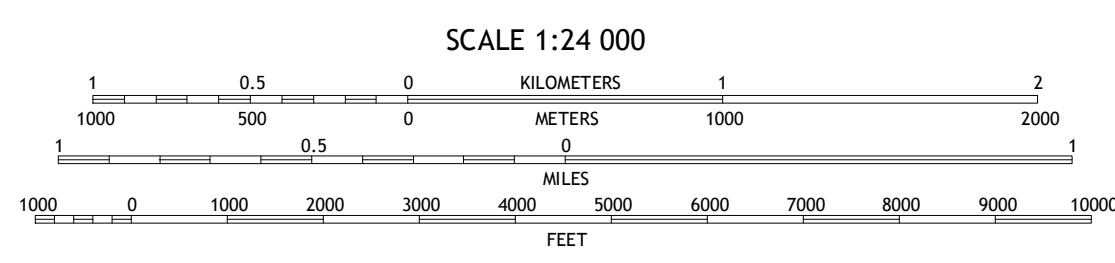 SCALE 1:24 000
1 0.5 0 KILOMETERS 1 2
1000 500 0 METERS 1000 2000
1 0.5 0 1
MILES
1000 0 1000 2000 3000 4000 5000 6000 7000 8000 9000 10000
FEET